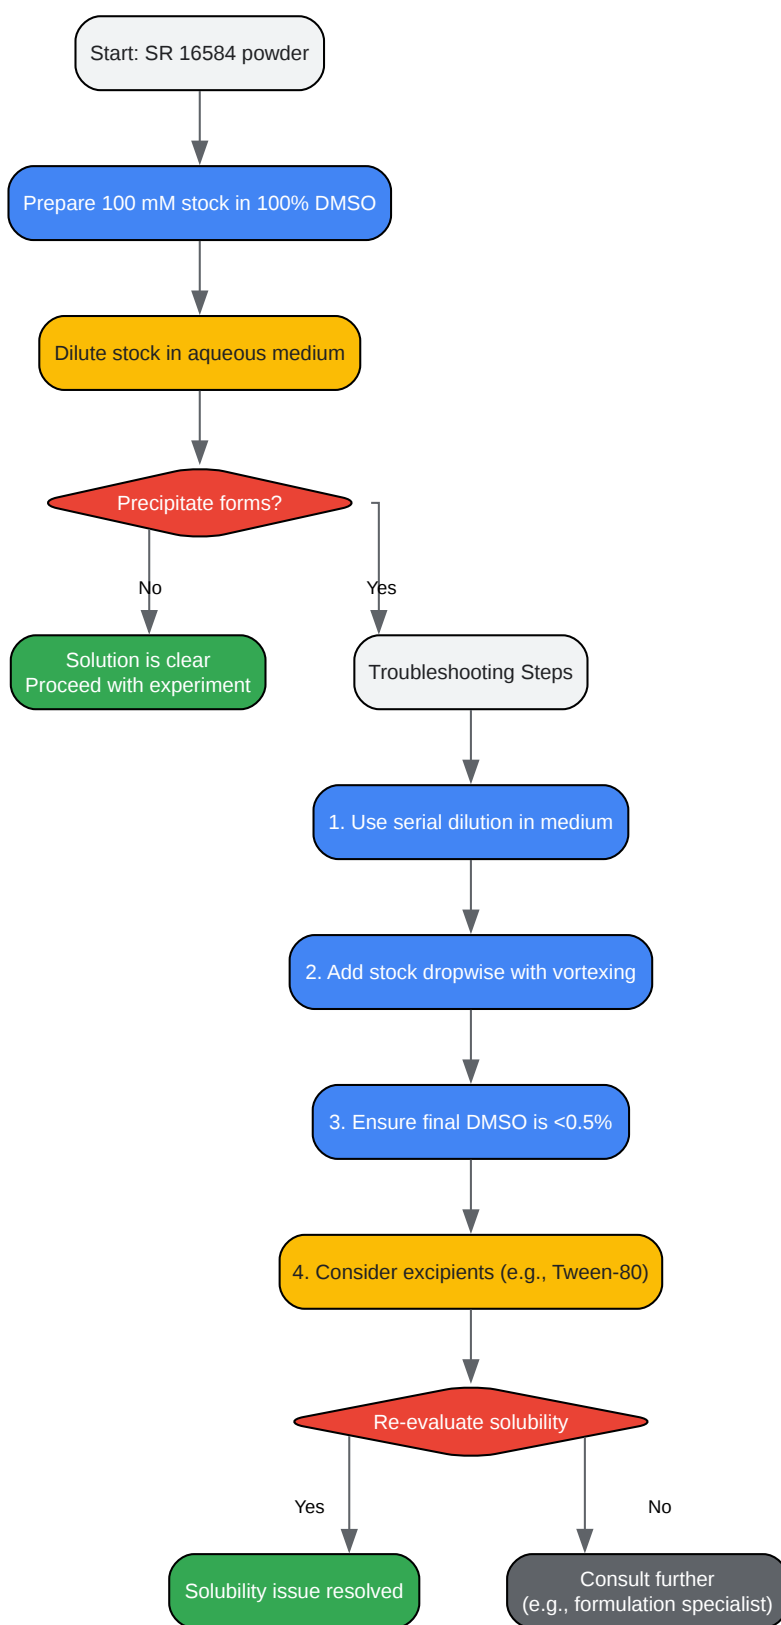 Start: SR 16584 powder
Prepare 100 mM stock in 100% DMSO
Dilute stock in aqueous medium
Precipitate forms?
No
Yes
Solution is clear
Proceed with experiment
Troubleshooting Steps
1. Use serial dilution in medium
2. Add stock dropwise with vortexing
3. Ensure final DMSO is <0.5%
4. Consider excipients (e.g., Tween-80)
Re-evaluate solubility
Yes
No
Solubility issue resolved
Consult further
(e.g., formulation specialist)